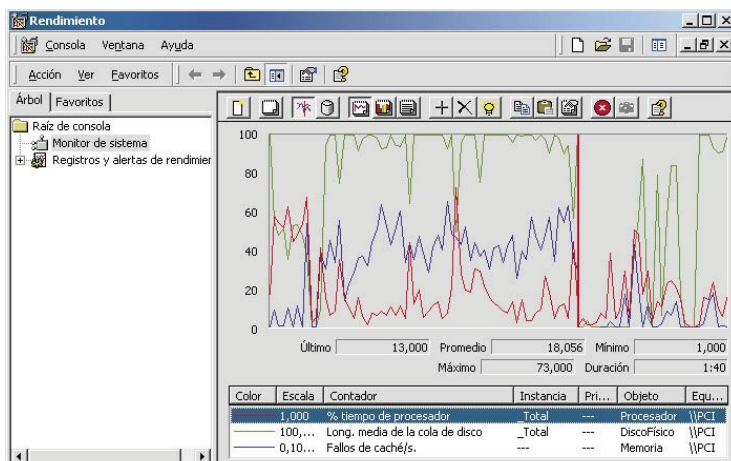 Rendimiento
Consola Ventana Ayuda
Acción Ver Favoritos
Árbol Favoritos
Raíz de consola
Monitor de sistema
Registros y alertas de rendimier
100
80
60
40
20
0
Último 13,000 Promedio 18,056 Mínimo 1,000
Máximo 73,000 Duración 1:40
Color Escala Contador Instancia Pri... Objeto Equ...
1,000 % tiempo de procesador _Total --- Procesador \\PCI
100,... Long. media de la cola de disco _Total --- DiscoFísico \\PCI
0,10... Fallos de caché/s. --- --- Memoria \\PCI